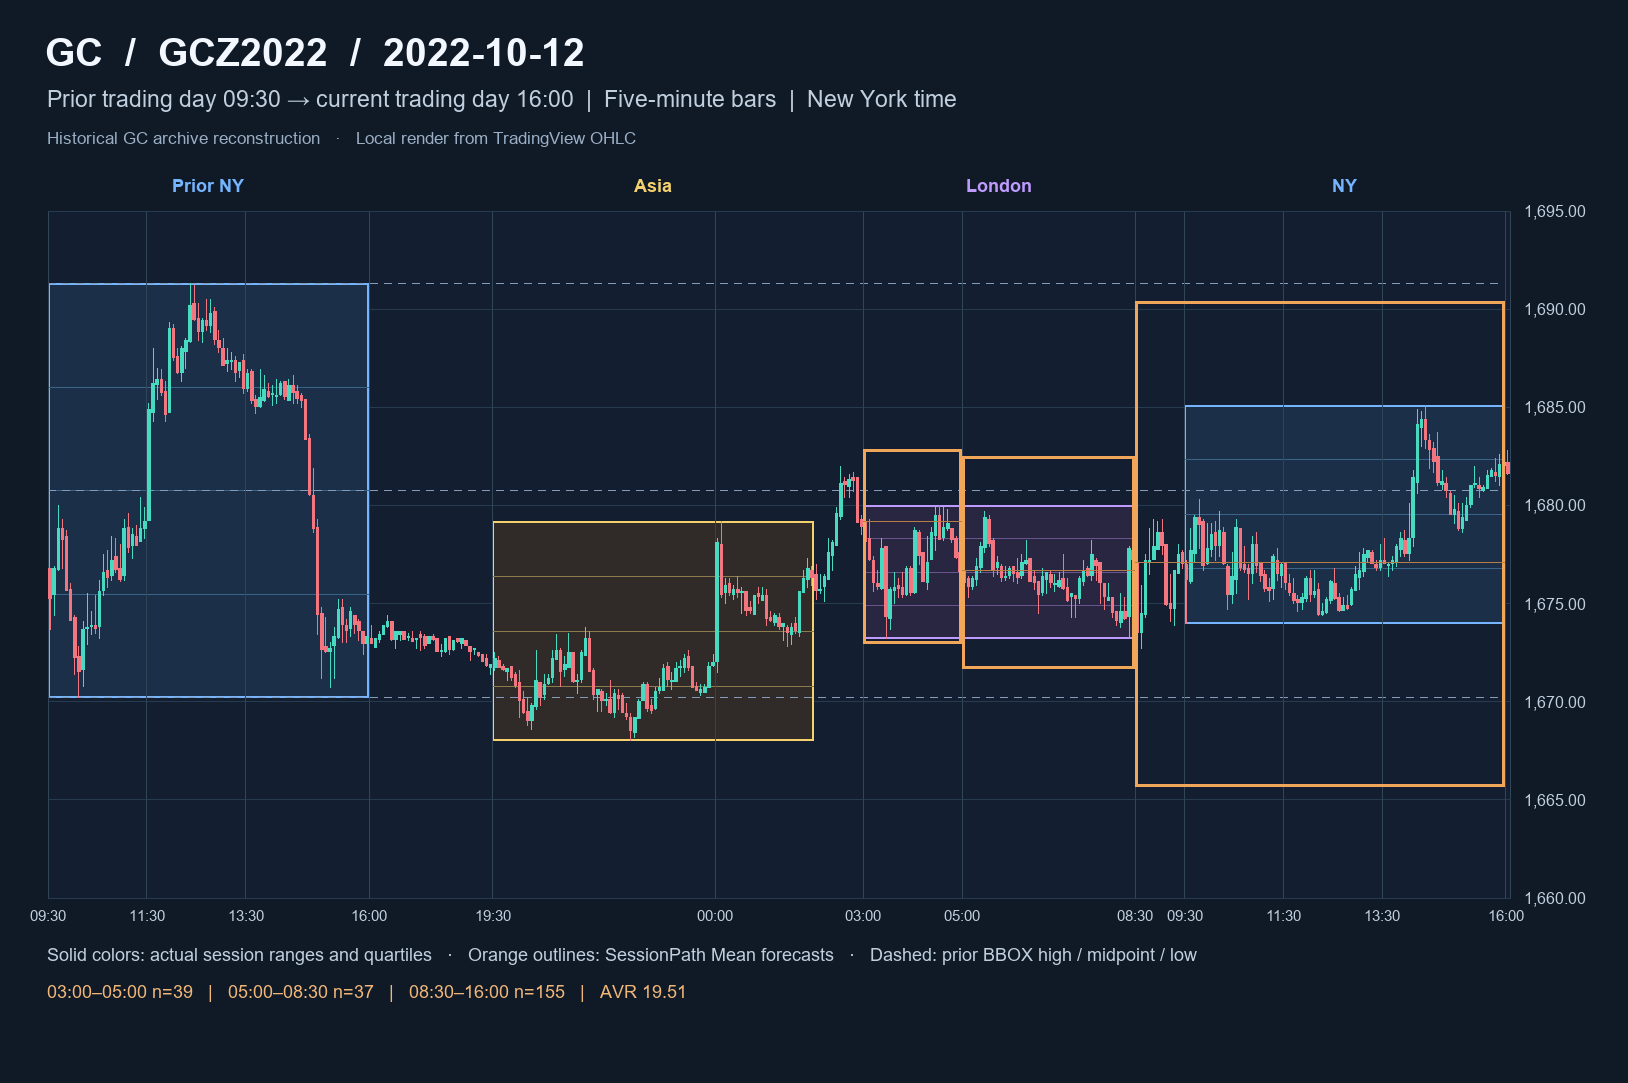 GC / GCZ2022 / 2022-10-12
Prior trading day 09:30 → current trading day 16:00 | Five-minute bars | New York time
Historical GC archive reconstruction · Local render from TradingView OHLC
Prior NY Asia London NY
1,695.00
1,690.00
1,685.00
1,680.00
1,675.00
1,670.00
1,665.00
1,660.00
09:30 11:30 13:30 16:00 19:30 00:00 03:00 05:00 08:30 09:30 11:30 13:30 16:00
Solid colors: actual session ranges and quartiles · Orange outlines: SessionPath Mean forecasts · Dashed: prior BBOX high / midpoint / low
03:00–05:00 n=39 | 05:00–08:30 n=37 | 08:30–16:00 n=155 | AVR 19.51